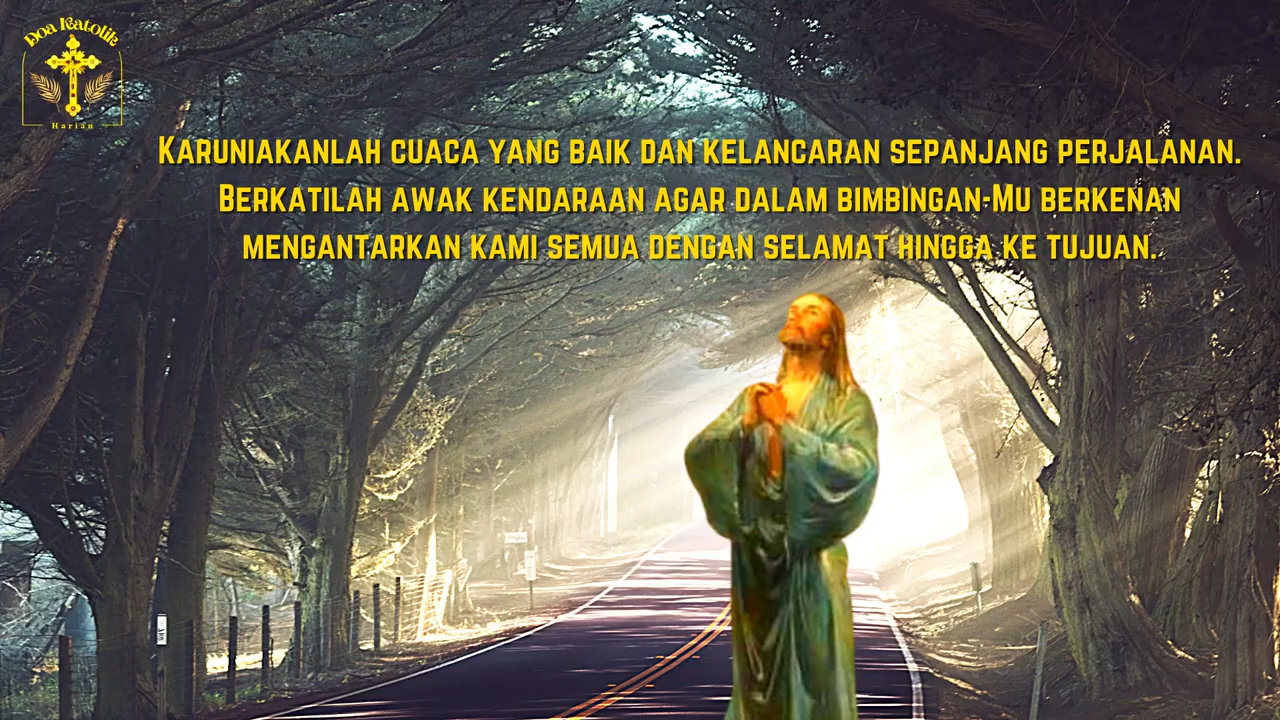 Doa Katolik
Harian
Karuniakanlah cuaca yang baik dan kelancaran sepanjang perjalanan.
Berkatilah awak kendaraan agar dalam bimbingan-Mu berkenan
mengantarkan kami semua dengan selamat hingga ke tujuan.